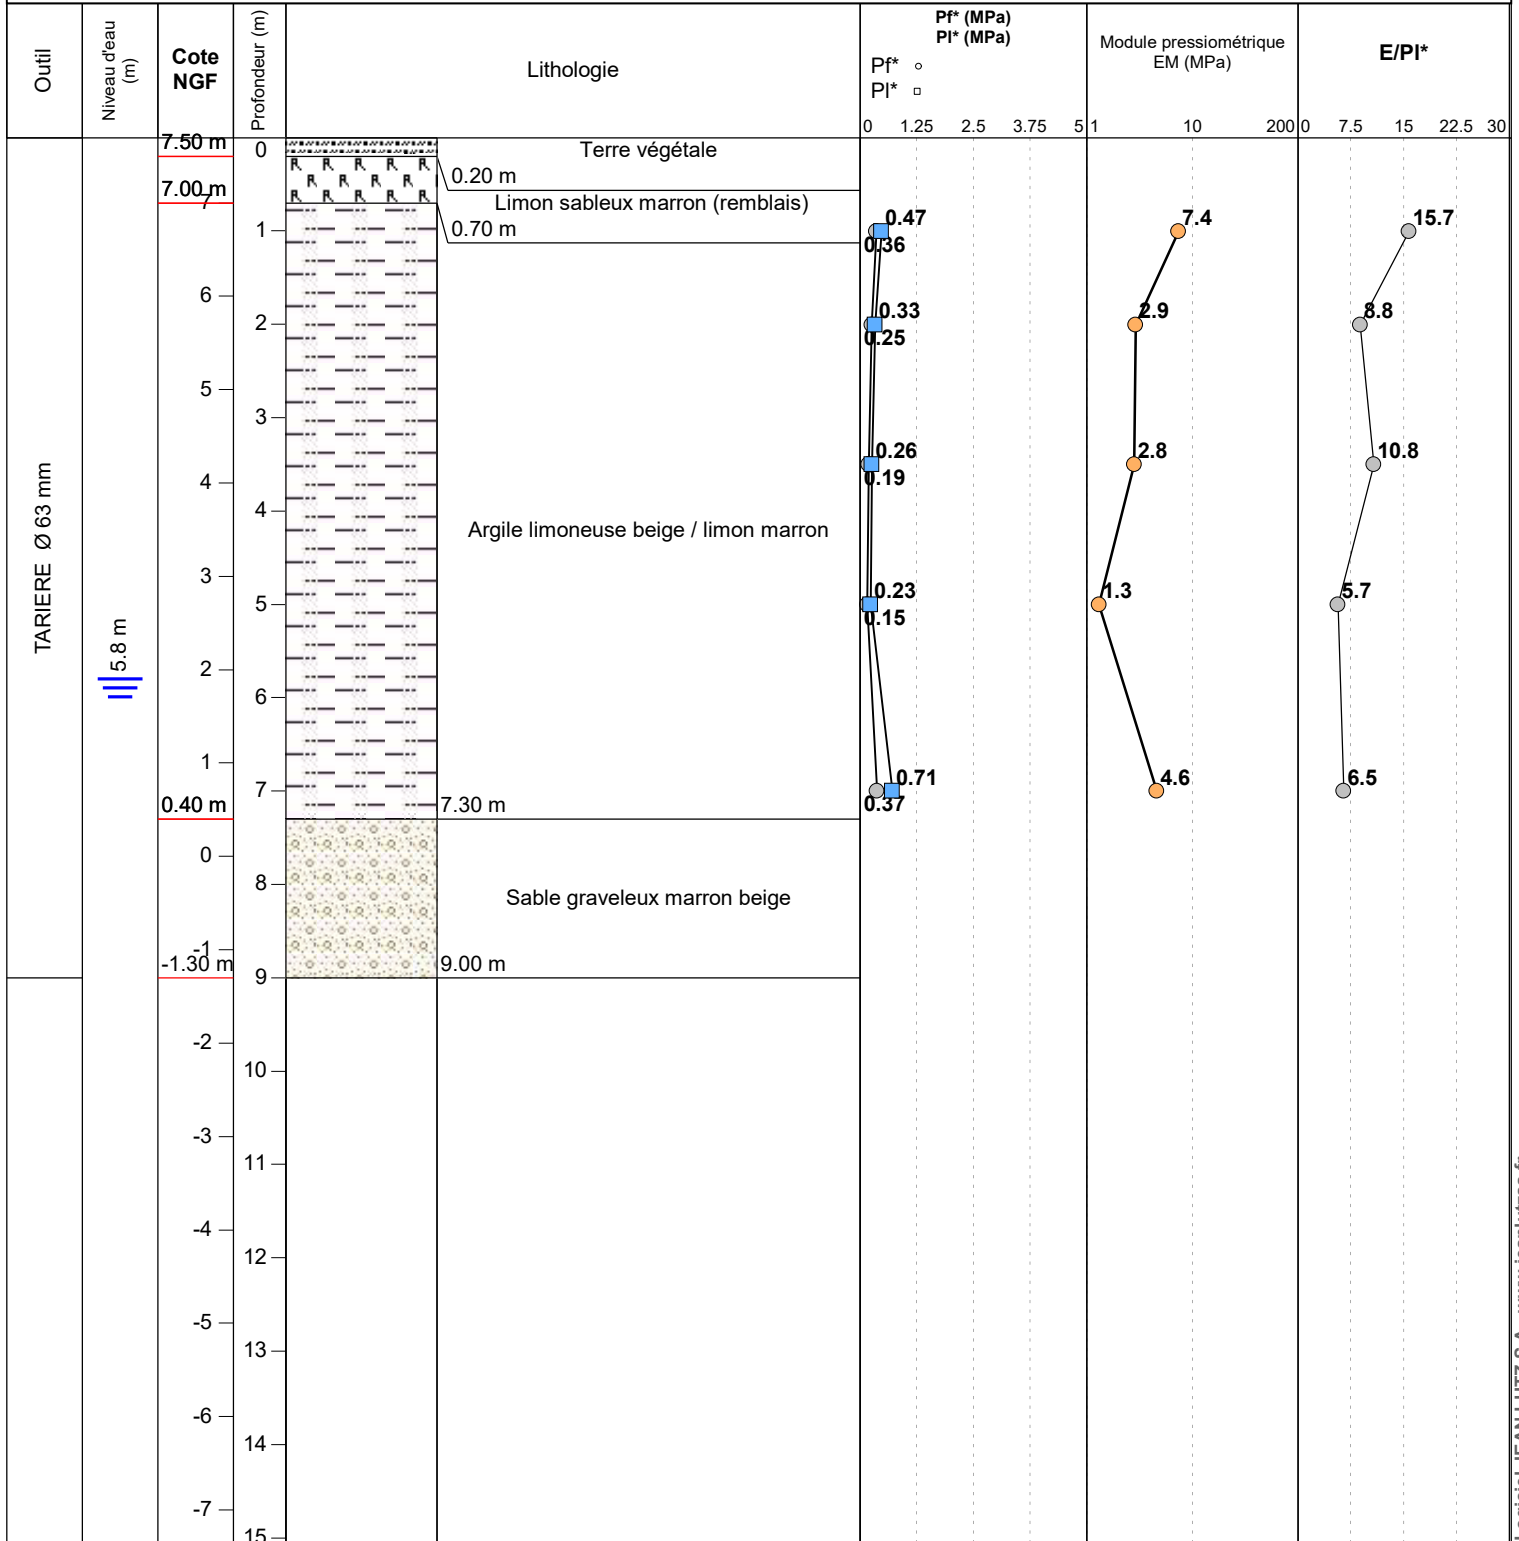 Outil
Niveau d'eau
(m)
Cote
NGF
Profondeur (m)
Lithologie
Pf* (MPa)
Pl* (MPa)
Pf*
Pl*
Module pressiométrique
EM (MPa)
E/Pl*
0 1.25 2.5 3.75 5
1 10 200
0 7.5 15 22.5 30
TARIERE Ø 63 mm
5.8 m
7.50 m
7.00 m
7
6
5
4
3
2
1
0.40 m
0
-1
-1.30 m
-2
-3
-4
-5
-6
-7
0
1
2
3
4
5
6
7
8
9
10
11
12
13
14
15
Terre végétale
0.20 m
Limon sableux marron (remblais)
0.70 m
Argile limoneuse beige / limon marron
7.30 m
Sable graveleux marron beige
9.00 m
0.47
0.36
0.33
0.25
0.26
0.19
0.23
0.15
0.71
0.37
7.4
2.9
2.8
1.3
4.6
15.7
8.8
10.8
5.7
6.5